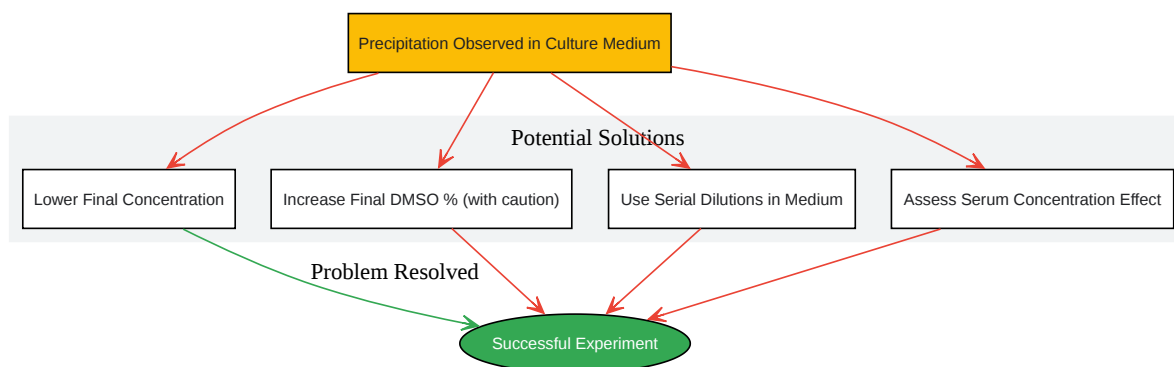 Precipitation Observed in Culture Medium
Potential Solutions
Lower Final Concentration
Increase Final DMSO % (with caution)
Use Serial Dilutions in Medium
Assess Serum Concentration Effect
Problem Resolved
Successful Experiment